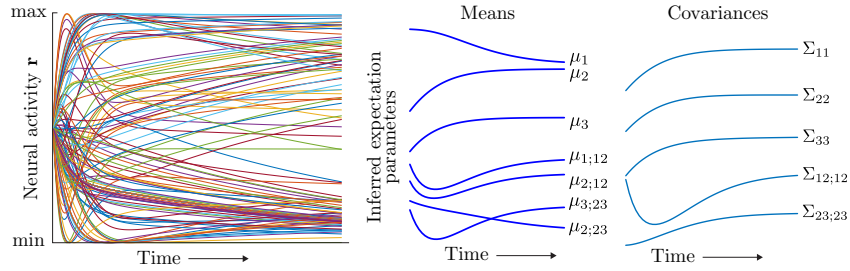 max
Neural activity r
min
Time
Means
Inferred expectation
parameters
μ₁
μ₂
μ₃
μ₁;₁₂
μ₂;₁₂
μ₃;₂₃
μ₂;₂₃
Time
Covariances
Σ₁₁
Σ₂₂
Σ₃₃
Σ₁₂;₁₂
Σ₂₃;₂₃
Time